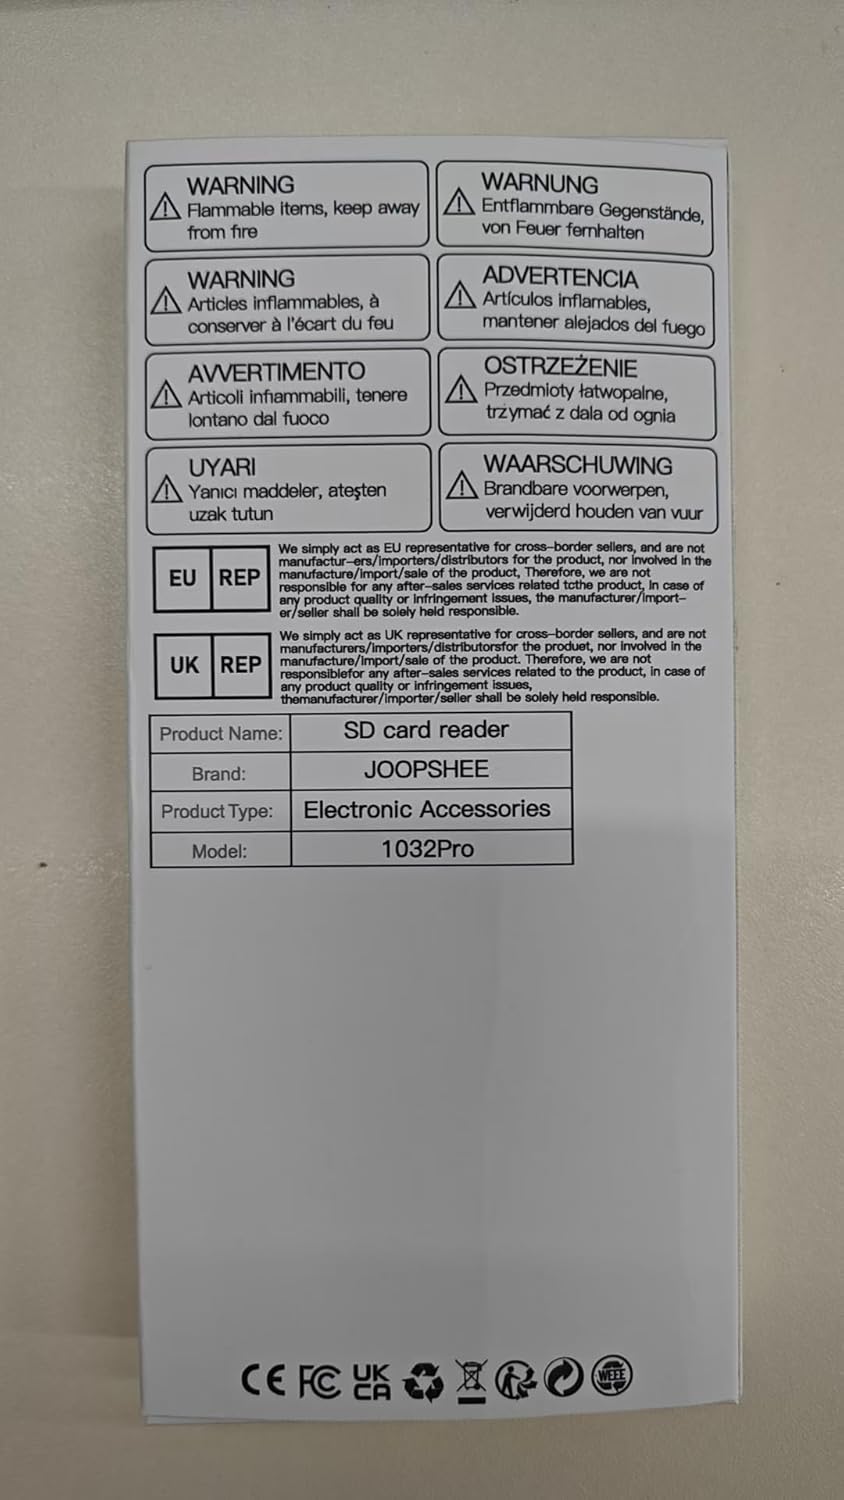 WARNING
Flammable items, keep away
from fire
WARNUNG
Entflammbare Gegenstände,
von Feuer fernhalten
WARNING
Articles inflammables, à
conserver à l'écart du feu
ADVERTENCIA
Artículos inflamables,
mantener alejados del fuego
AVVERTIMENTO
Articoli infiammabili, tenere
lontano dal fuoco
OSTRZEŻENIE
Przedmioty łatwopalne,
trzymać z dala od ognia
UYARI
Yanıcı maddeler, ateşten
uzak tutun
WAARSCHUWING
Brandbare voorwerpen,
verwijderd houden van vuur
EU REP
We simply act as EU representative for cross-border sellers, and are not
manufactur-ers/importers/distributors for the product, nor involved in the
manufacture/import/sale of the product, Therefore, we are not
responsible for any after-sales services related tcthe product, in case of
any product quality or infringement issues, the manufacturer/import-
er/seller shall be solely held responsible.
UK REP
We simply act as UK representative for cross-border sellers, and are not
manufacturers/importers/distributorsfor the produet, nor involved in the
manufacture/import/sale of the product. Therefore, we are not
responsiblefor any after-sales services related to the product, in case of
any product quality or infringement issues,
themanufacturer/importer/seller shall be solely held responsible.
Product Name: SD card reader
Brand: JOOPSHEE
Product Type: Electronic Accessories
Model: 1032Pro
CE FC UK CA WEEE